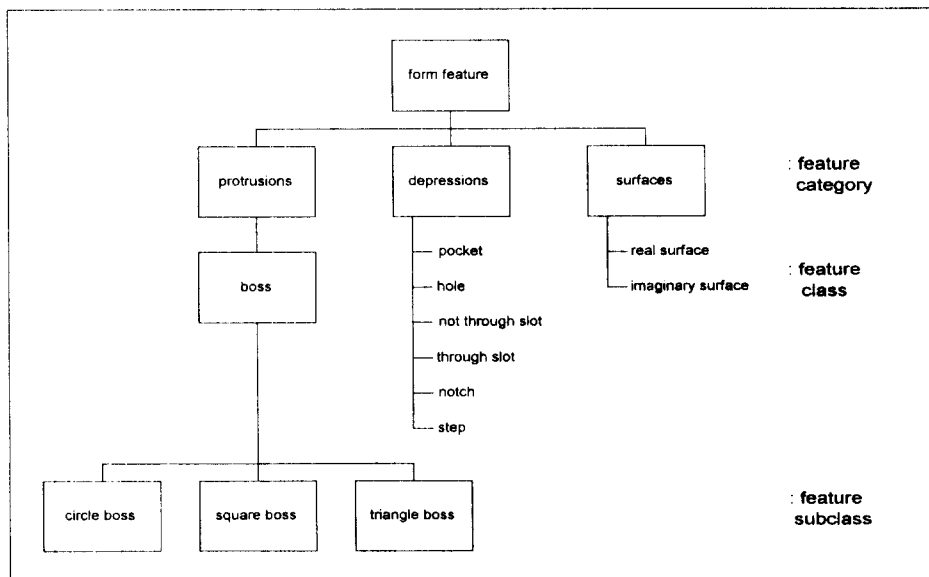 form feature
protrusions
depressions
surfaces
: feature
category
boss
pocket
hole
not through slot
through slot
notch
step
real surface
imaginary surface
: feature
class
circle boss
square boss
triangle boss
: feature
subclass